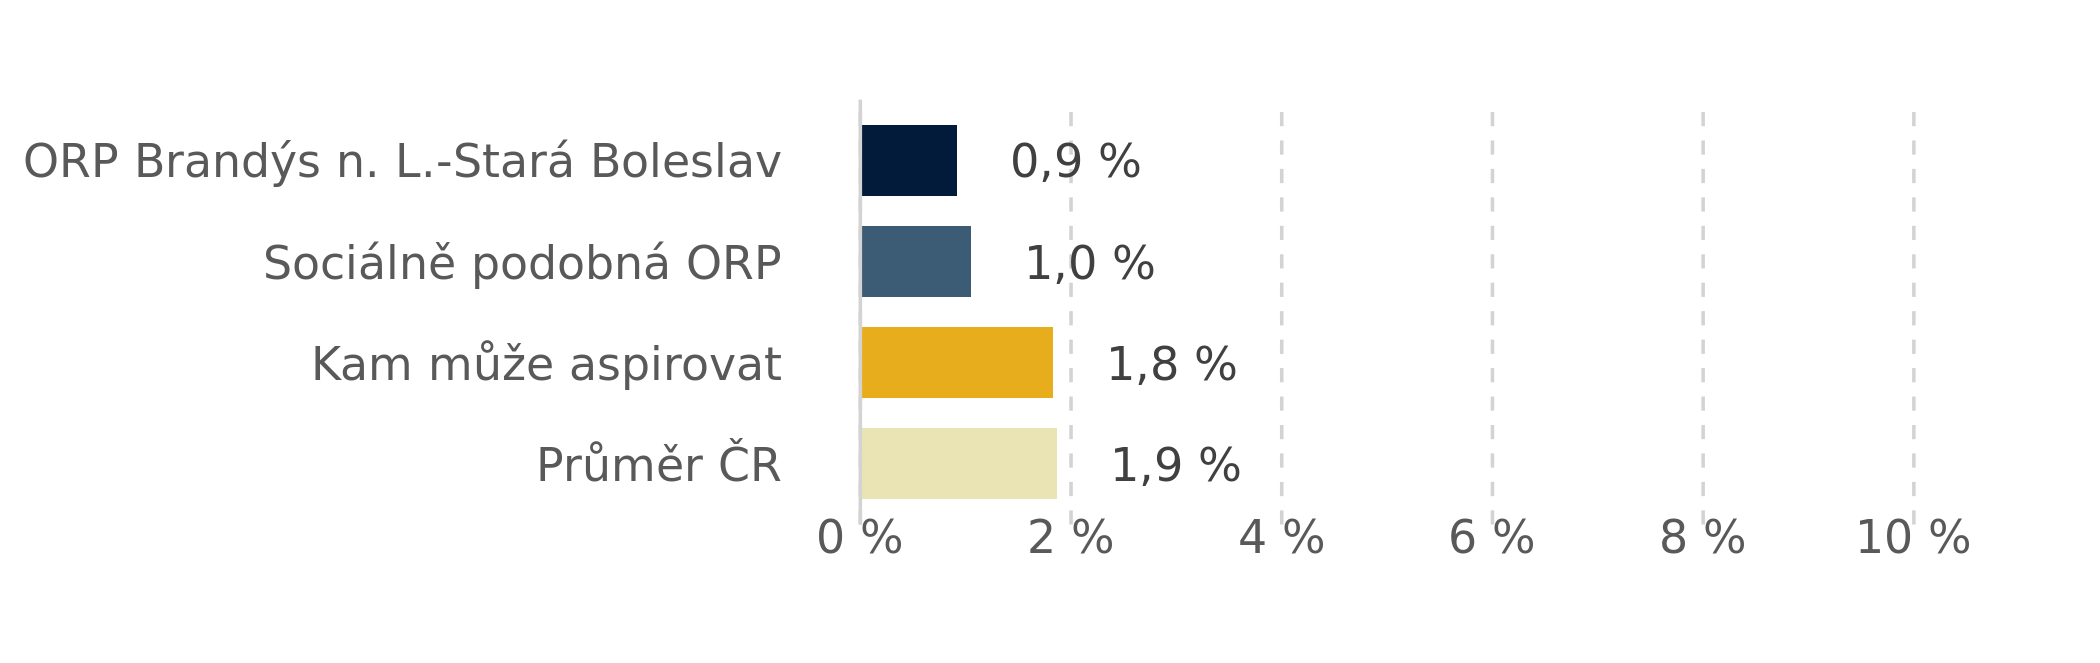 ORP Brandýs n. L.-Stará Boleslav 0,9 %
Sociálně podobná ORP 1,0 %
Kam může aspirovat 1,8 %
Průměr ČR 1,9 %
0 % 2 % 4 % 6 % 8 % 10 %